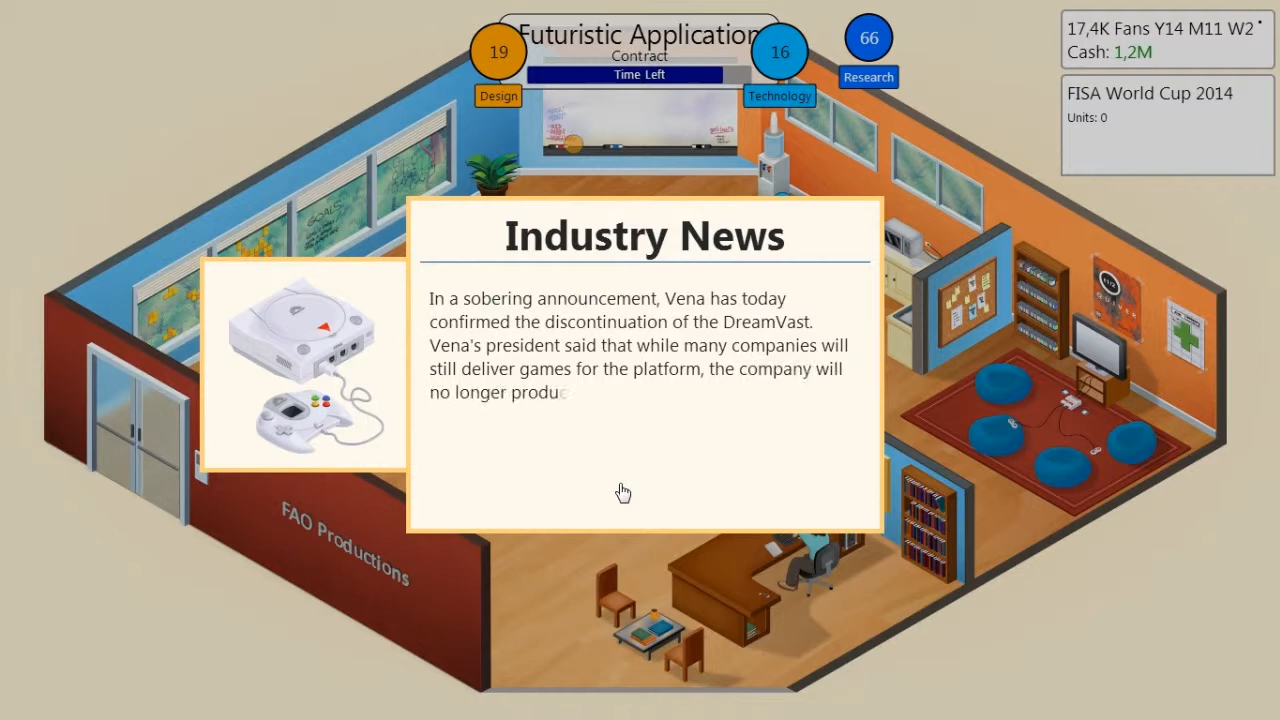 Futuristic Application
Contract
Time Left
19
Design
16
Technology
66
Research
17,4K Fans Y14 M11 W2
Cash: 1,2M
FISA World Cup 2014
Units: 0
GOALS
Industry News
In a sobering announcement, Vena has today
confirmed the discontinuation of the DreamVast.
Vena's president said that while many companies will
still deliver games for the platform, the company will
no longer produc
FAO Productions